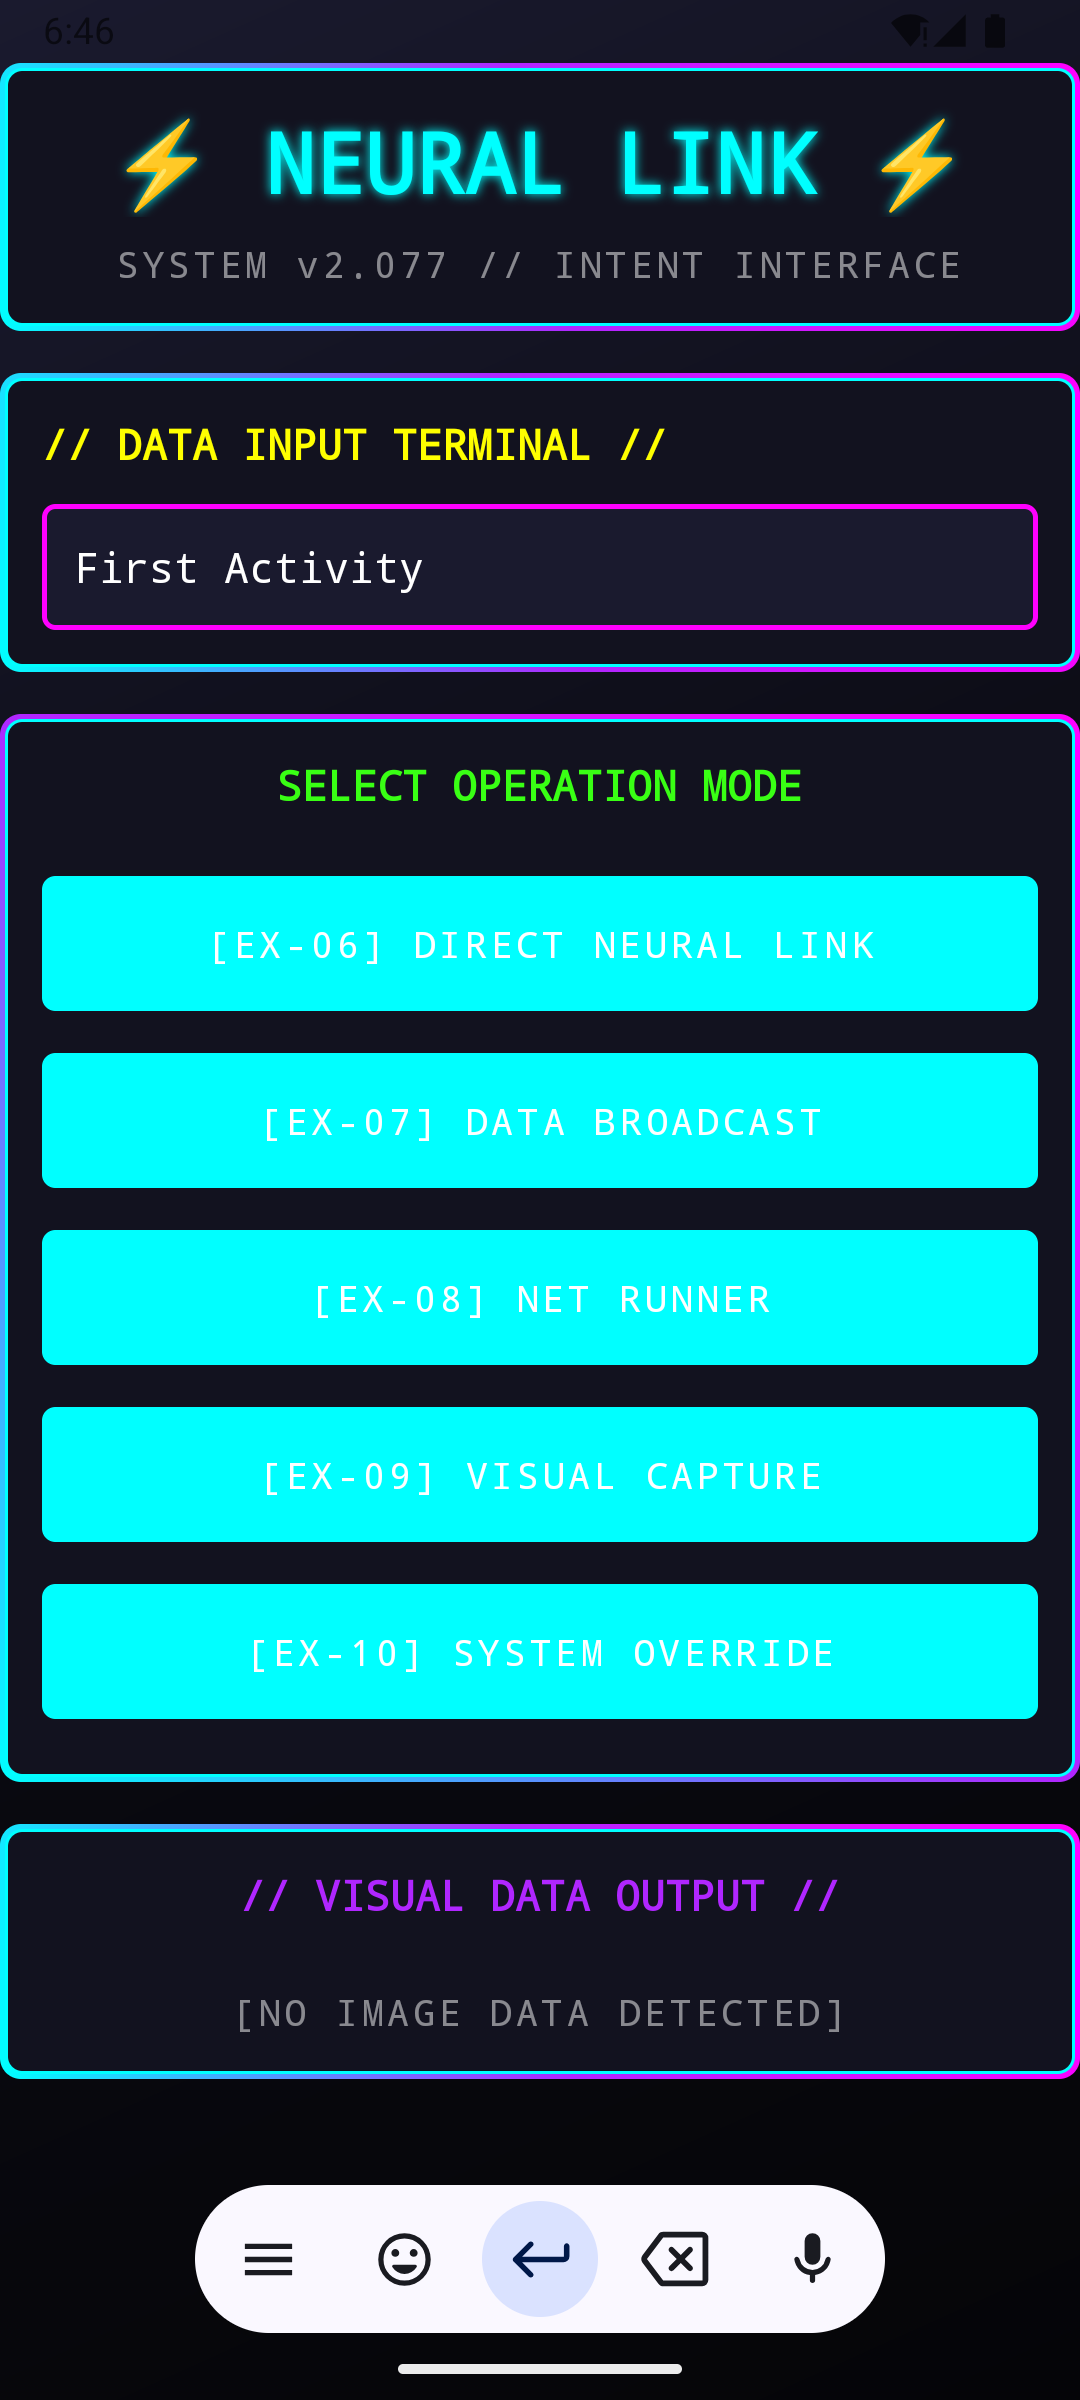 6:46
⚡ NEURAL LINK ⚡
SYSTEM v2.077 // INTENT INTERFACE
// DATA INPUT TERMINAL //
First Activity
SELECT OPERATION MODE
[EX-06] DIRECT NEURAL LINK
[EX-07] DATA BROADCAST
[EX-08] NET RUNNER
[EX-09] VISUAL CAPTURE
[EX-10] SYSTEM OVERRIDE
// VISUAL DATA OUTPUT //
[NO IMAGE DATA DETECTED]